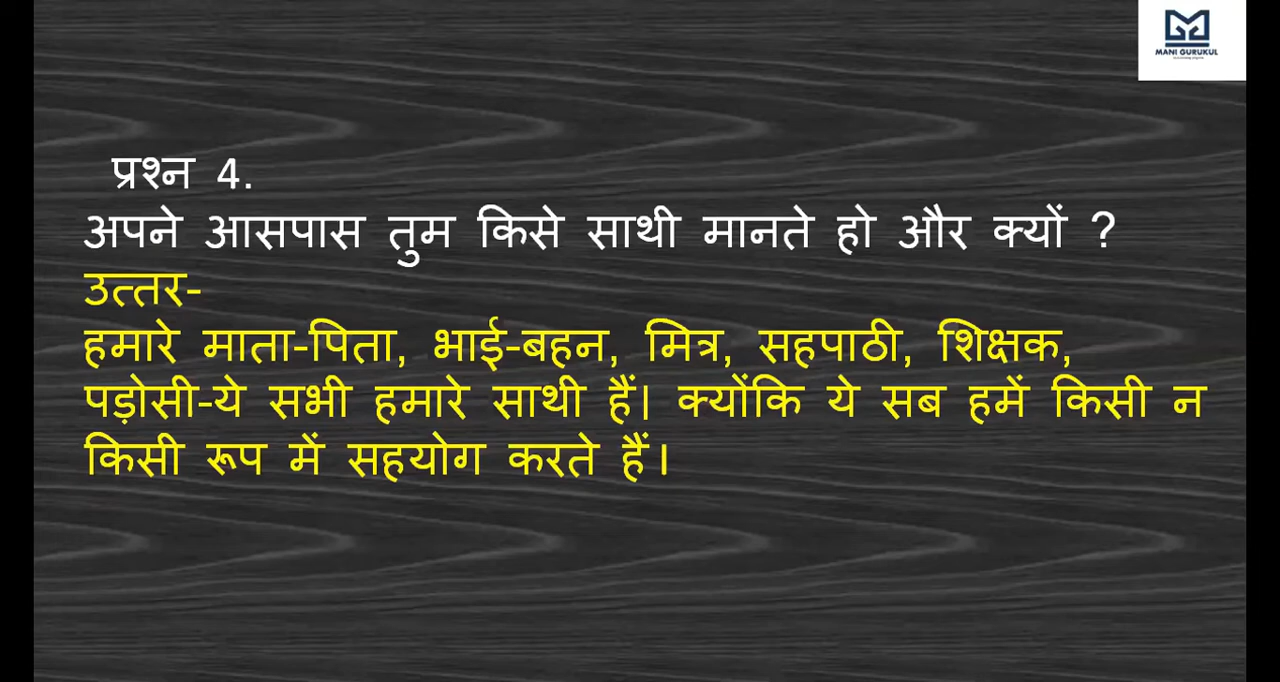 MANI GURUKUL
प्रश्न 4.
अपने आसपास तुम किसे साथी मानते हो और क्यों ?
उत्तर-
हमारे माता-पिता, भाई-बहन, मित्र, सहपाठी, शिक्षक,
पड़ोसी-ये सभी हमारे साथी हैं। क्योंकि ये सब हमें किसी न
किसी रूप में सहयोग करते हैं।